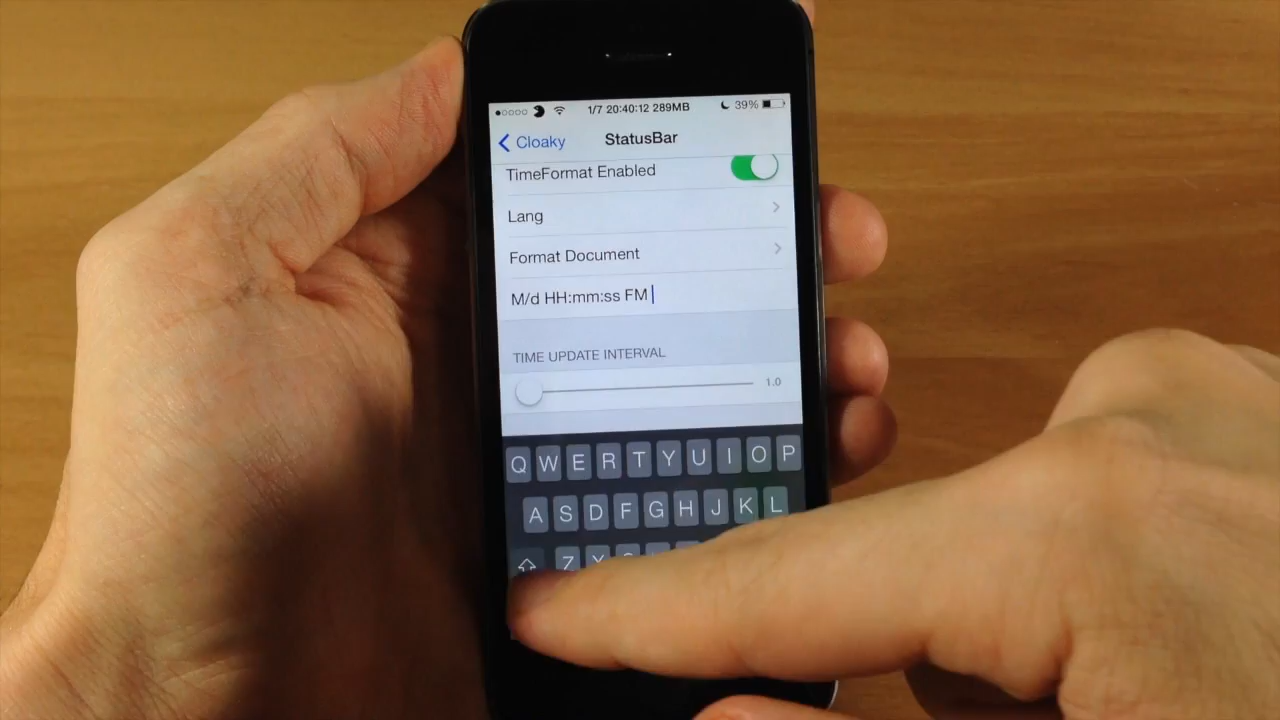 1/7 20:40:12 289MB 39%
Cloaky StatusBar
TimeFormat Enabled
Lang
Format Document
M/d HH:mm:ss FM
TIME UPDATE INTERVAL
1.0
Q W E R T Y U I O P
A S D F G H J K L
Z X